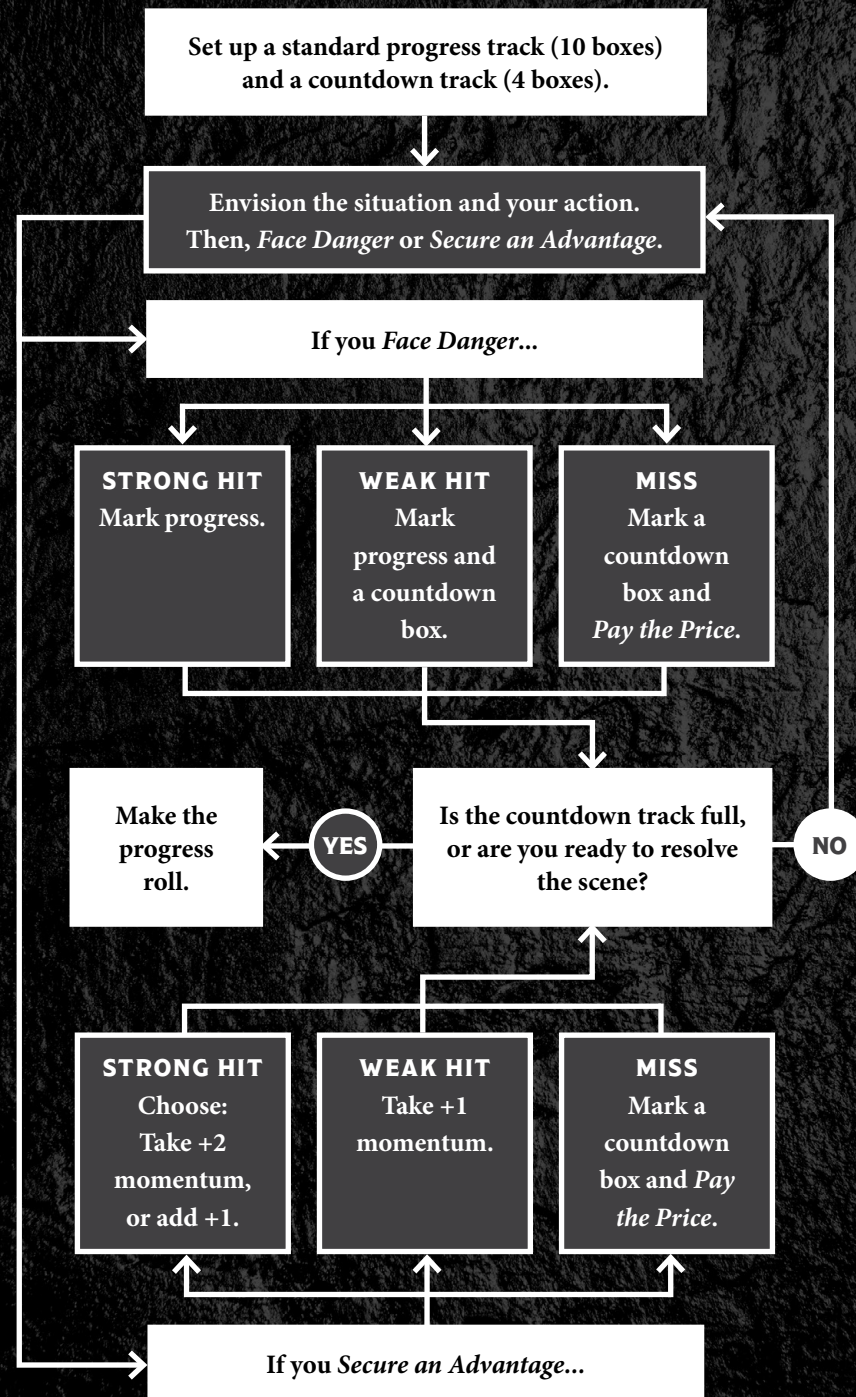 Set up a standard progress track (10 boxes)
and a countdown track (4 boxes).
Envision the situation and your action.
Then, Face Danger or Secure an Advantage.
If you Face Danger...
STRONG HIT
Mark progress.
WEAK HIT
Mark
progress and
a countdown
box.
MISS
Mark a
countdown
box and
Pay the Price.
Make the
progress
roll.
YES
Is the countdown track full,
or are you ready to resolve
the scene?
NO
STRONG HIT
Choose:
Take +2
momentum,
or add +1.
WEAK HIT
Take +1
momentum.
MISS
Mark a
countdown
box and Pay
the Price.
If you Secure an Advantage...